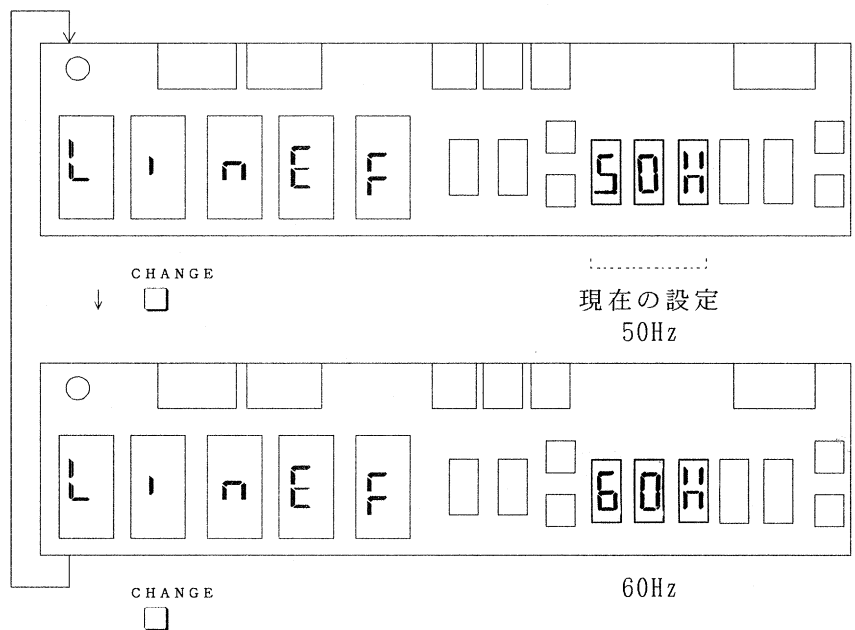 LinEF 50H
CHANGE
↓
現在の設定
50Hz
LinEF 60H
CHANGE
60Hz